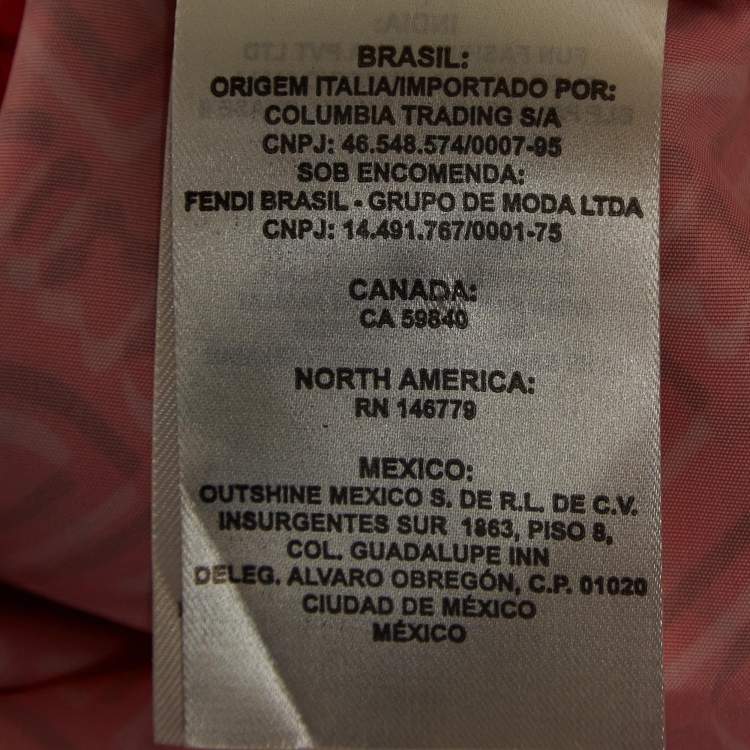 BRASIL:
ORIGEM ITALIA/IMPORTADO POR:
COLUMBIA TRADING S/A
CNPJ: 46.548.574/0007-95
SOB ENCOMENDA:
FENDI BRASIL - GRUPO DE MODA LTDA
CNPJ: 14.491.767/0001-75
CANADA:
CA 59840
NORTH AMERICA:
RN 146779
MEXICO:
OUTSHINE MEXICO S. DE R.L. DE C.V.
INSURGENTES SUR 1863, PISO 8,
COL. GUADALUPE INN
DELEG. ALVARO OBREGÓN, C.P. 01020
CIUDAD DE MÉXICO
MÉXICO